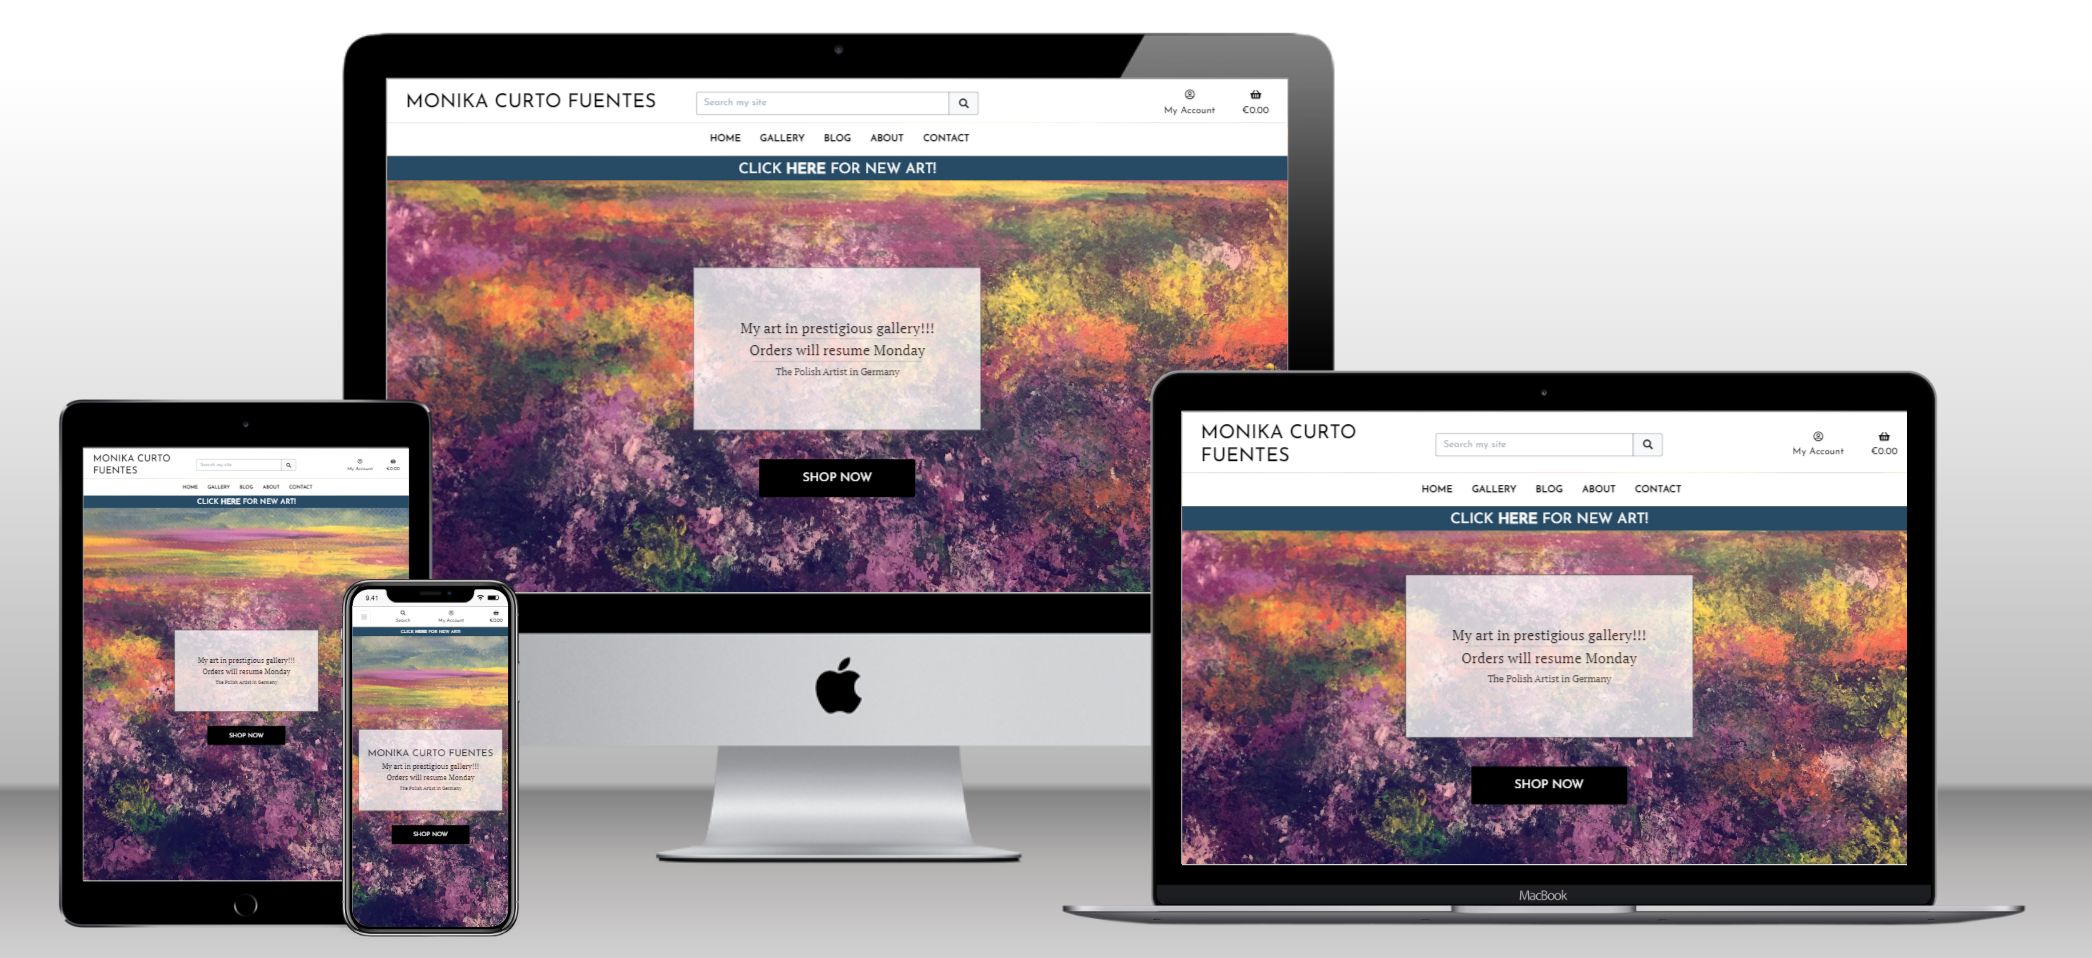 MONIKA CURTO FUENTES
Search my site
My Account
€0.00
HOME GALLERY BLOG ABOUT CONTACT
CLICK HERE FOR NEW ART!
My art in prestigious gallery!!!
Orders will resume Monday
The Polish Artist in Germany
SHOP NOW
MONIKA CURTO
FUENTES
Search my site
My Account
€0.00
HOME GALLERY BLOG ABOUT CONTACT
CLICK HERE FOR NEW ART!
My art in prestigious gallery!!!
Orders will resume Monday
The Polish Artist in Germany
SHOP NOW
9:41
Search
My Account
€0.00
CLICK HERE FOR NEW ART!
MONIKA CURTO FUENTES
My art in prestigious gallery!!!
Orders will resume Monday
The Polish Artist in Germany
SHOP NOW
MONIKA CURTO
FUENTES
Search my site
My Account
€0.00
HOME GALLERY BLOG ABOUT CONTACT
CLICK HERE FOR NEW ART!
My art in prestigious gallery!!!
Orders will resume Monday
The Polish Artist in Germany
SHOP NOW
MacBook